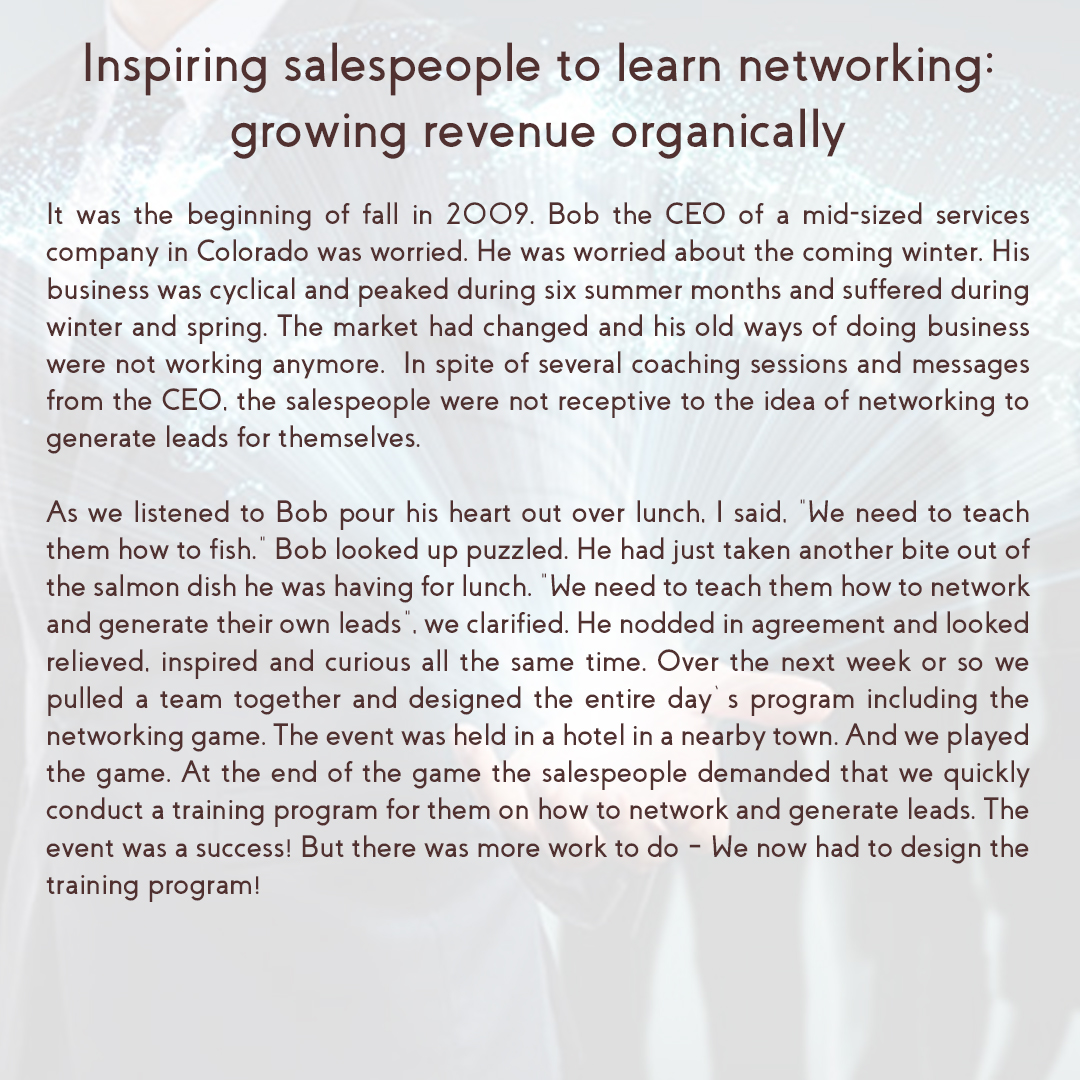 Inspiring salespeople to learn networking:
growing revenue organically
It was the beginning of fall in 2009. Bob the CEO of a mid-sized services
company in Colorado was worried. He was worried about the coming winter. His
business was cyclical and peaked during six summer months and suffered during
winter and spring. The market had changed and his old ways of doing business
were not working anymore.  In spite of several coaching sessions and messages
from the CEO, the salespeople were not receptive to the idea of networking to
generate leads for themselves.
As we listened to Bob pour his heart out over lunch, I said, "We need to teach
them how to fish." Bob looked up puzzled. He had just taken another bite out of
the salmon dish he was having for lunch. "We need to teach them how to network
and generate their own leads", we clarified. He nodded in agreement and looked
relieved, inspired and curious all the same time. Over the next week or so we
pulled a team together and designed the entire day`s program including the
networking game. The event was held in a hotel in a nearby town. And we played
the game. At the end of the game the salespeople demanded that we quickly
conduct a training program for them on how to network and generate leads. The
event was a success! But there was more work to do – We now had to design the
training program!